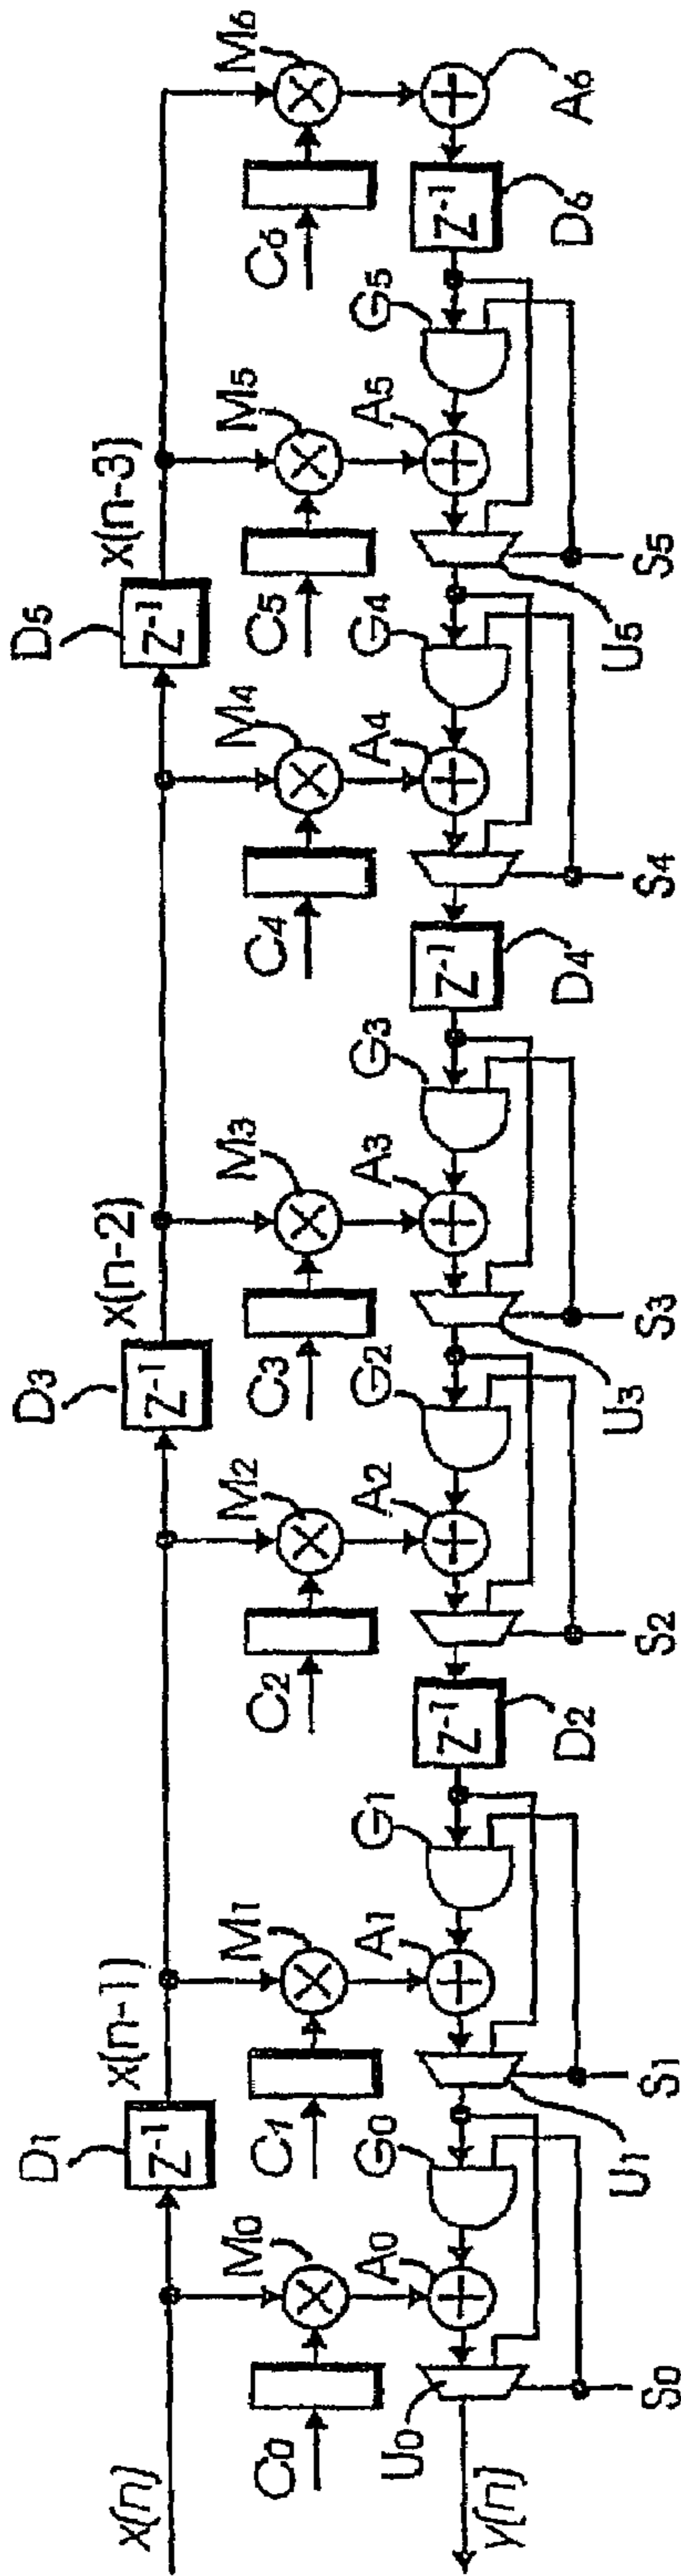 x[n]
D1
Z-1
x(n-1)
D3
Z-1
x(n-2)
D5
Z-1
x(n-3)
C0
M0
C1
M1
C2
M2
C3
M3
C4
M4
C5
M5
C6
M6
y[n]
U0
A0
G0
A1
G1
Z-1
A2
G2
A3
G3
Z-1
A4
G4
A5
G5
Z-1
A6
S0
U1
S1
D2
S2
U3
S3
D4
S4
U5
S5
D6